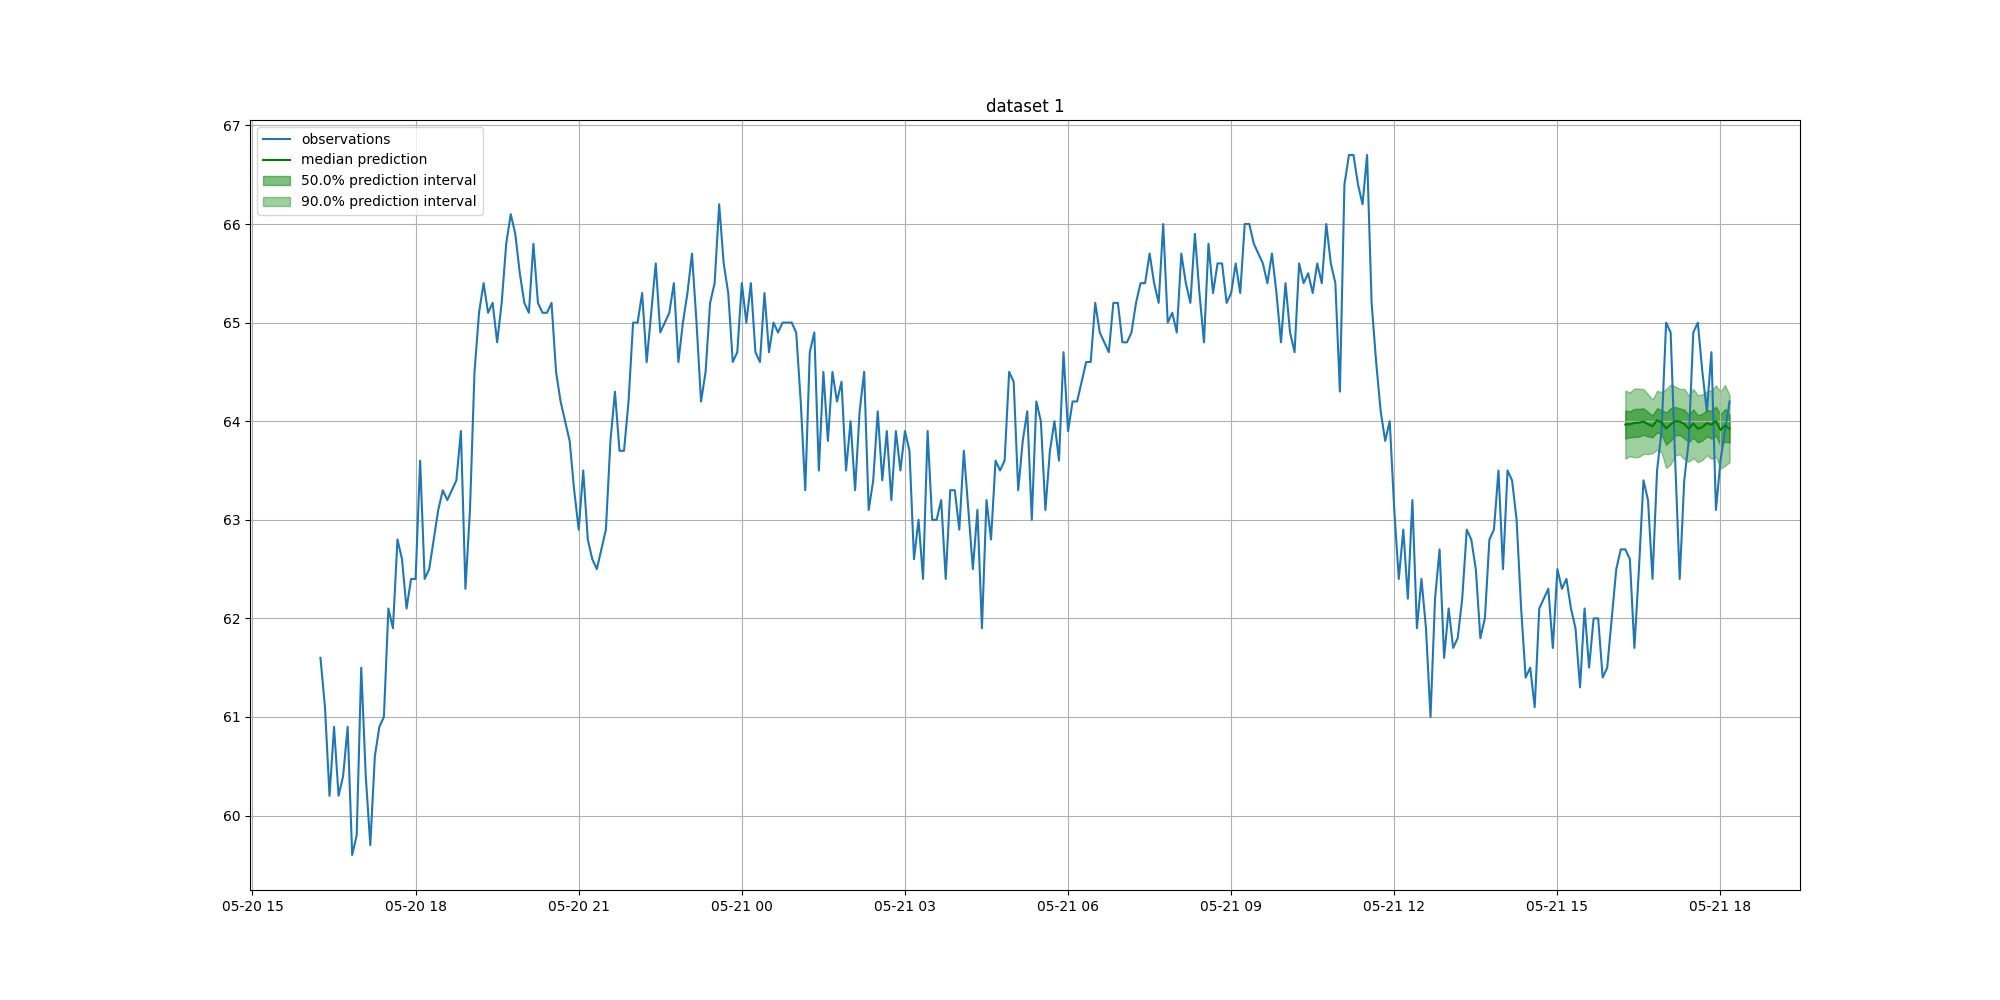 dataset 1
observations
median prediction
50.0% prediction interval
90.0% prediction interval
67
66
65
64
63
62
61
60
05-20 15 05-20 18 05-20 21 05-21 00 05-21 03 05-21 06 05-21 09 05-21 12 05-21 15 05-21 18